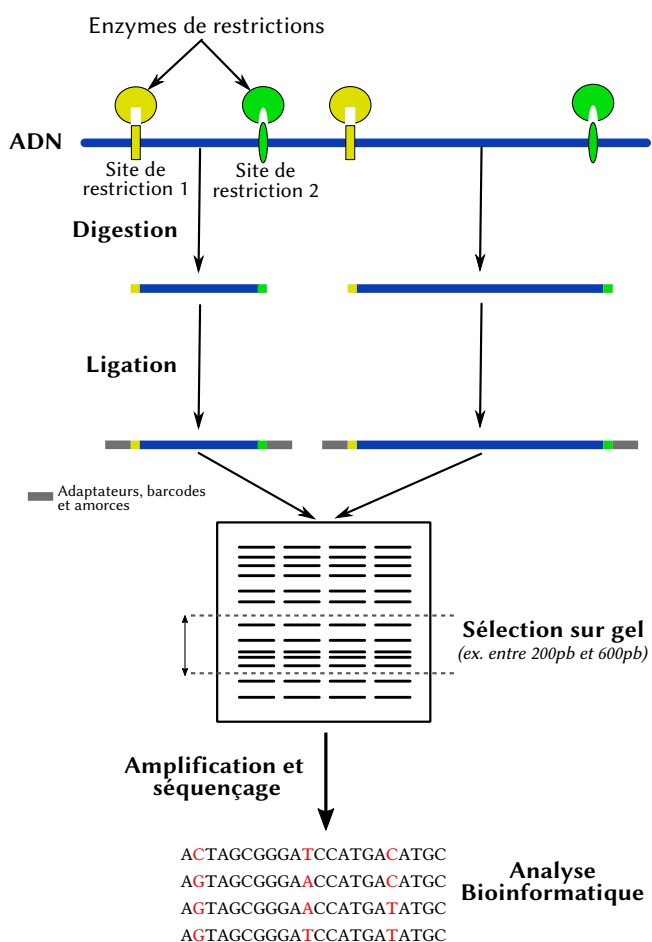 Enzymes de restrictions
ADN
Site de
restriction 1
Site de
restriction 2
Digestion
Ligation
Adaptateurs, barcodes
et amorces
Sélection sur gel
(ex. entre 200pb et 600pb)
Amplification et
séquençage
ACTAGCGGGATCCATGACATGC
AGTAGCGGGAACCATGACATGC
AGTAGCGGGAACCATGATATGC
AGTAGCGGGATCCATGATATGC
Analyse
Bioinformatique